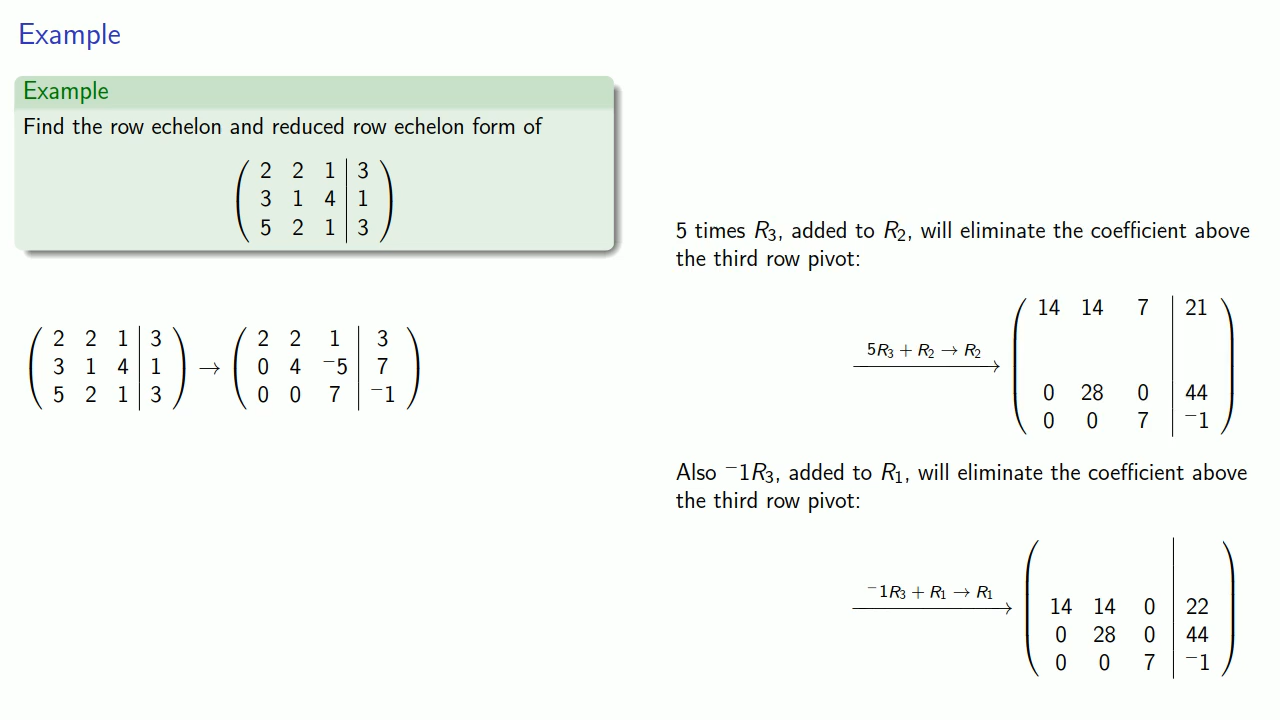 Example
Example
Find the row echelon and reduced row echelon form of
( 2 2 1 | 3 )
( 3 1 4 | 1 )
( 5 2 1 | 3 )
( 2 2 1 | 3 ) ( 2 2 1 | 3 )
( 3 1 4 | 1 ) → ( 0 4 ⁻5 | 7 )
( 5 2 1 | 3 ) ( 0 0 7 | ⁻1 )
5 times R₃, added to R₂, will eliminate the coefficient above
the third row pivot:
( 14 14 7 | 21 )
5R₃ + R₂ → R₂
( 0 28 0 | 44 )
( 0 0 7 | ⁻1 )
Also ⁻1R₃, added to R₁, will eliminate the coefficient above
the third row pivot:
⁻1R₃ + R₁ → R₁
( 14 14 0 | 22 )
( 0 28 0 | 44 )
( 0 0 7 | ⁻1 )